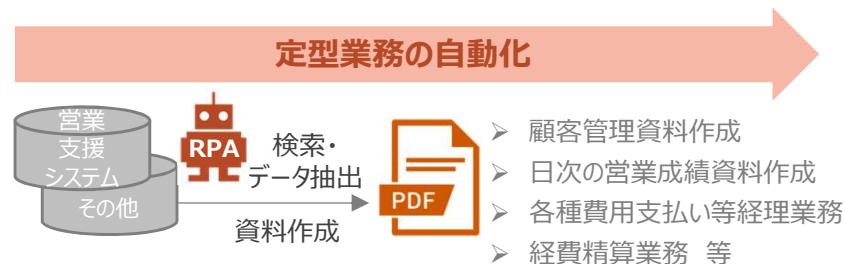 定型業務の自動化
営業
支援
システム
その他
RPA
検索・
データ抽出
資料作成
PDF
➢ 顧客管理資料作成
➢ 日次の営業成績資料作成
➢ 各種費用支払い等経理業務
➢ 経費精算業務 等